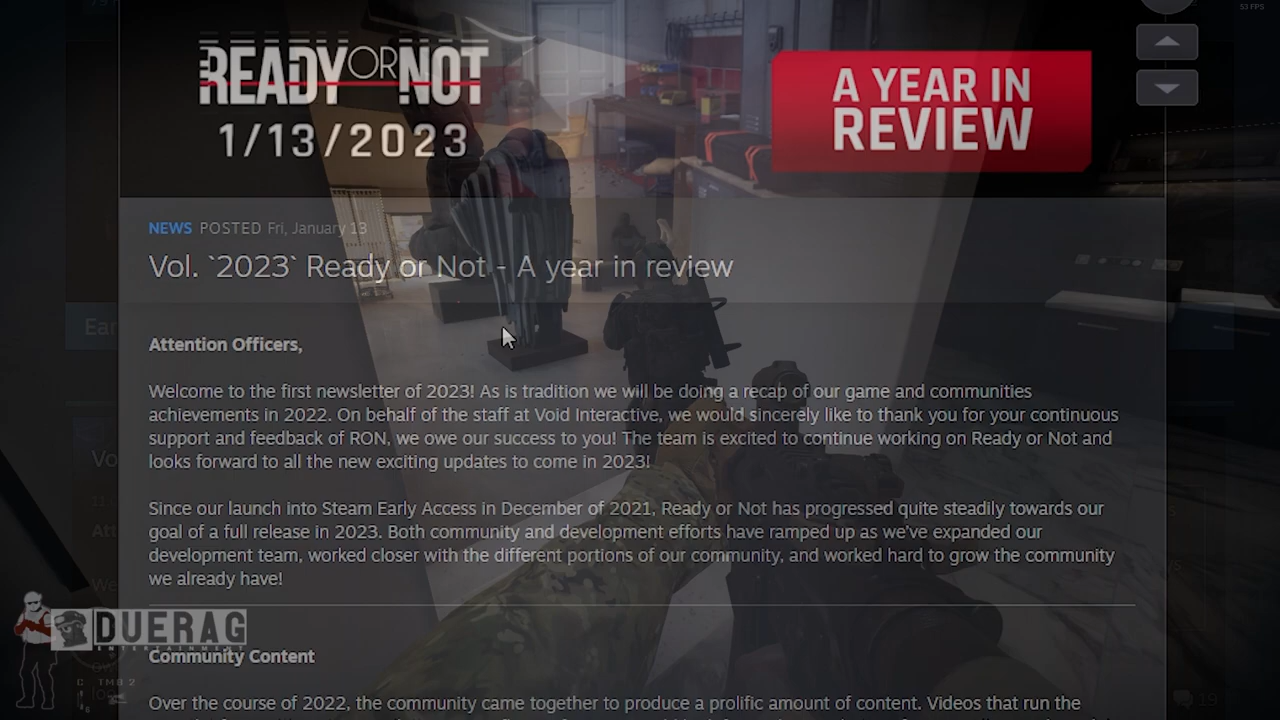 53 FPS
READY OR NOT
1/13/2023
A YEAR IN
REVIEW
NEWS POSTED Fri, January 13
Vol. `2023` Ready or Not - A year in review
Attention Officers,
Welcome to the first newsletter of 2023! As is tradition we will be doing a recap of our game and communities
achievements in 2022. On behalf of the staff at Void Interactive, we would sincerely like to thank you for your continuous
support and feedback of RON, we owe our success to you! The team is excited to continue working on Ready or Not and
looks forward to all the new exciting updates to come in 2023!
Since our launch into Steam Early Access in December of 2021, Ready or Not has progressed quite steadily towards our
goal of a full release in 2023. Both community and development efforts have ramped up as we've expanded our
development team, worked closer with the different portions of our community, and worked hard to grow the community
we already have!
DUERAG
ENTERTAINMENT
Community Content
Over the course of 2022, the community came together to produce a prolific amount of content. Videos that run the